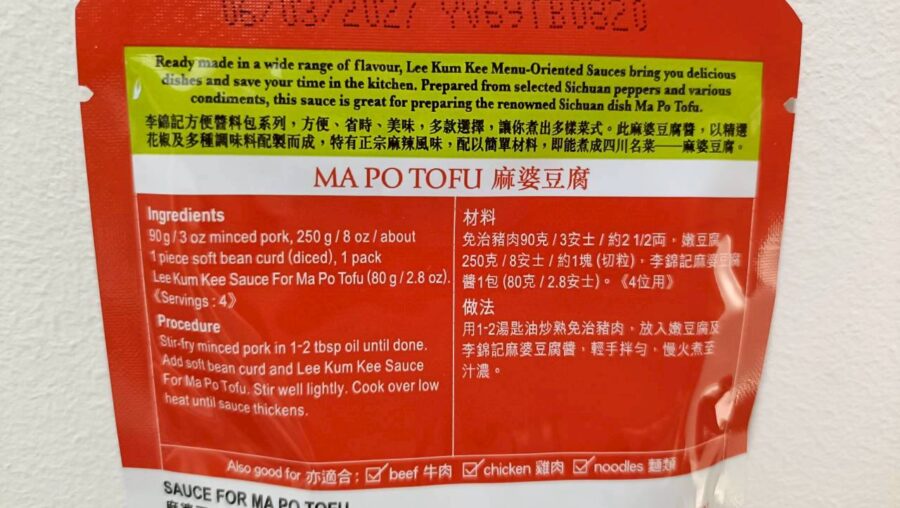 06/03/2027 YV69TB0820
Ready made in a wide range of flavour, Lee Kum Kee Menu-Oriented Sauces bring you delicious
dishes and save your time in the kitchen. Prepared from selected Sichuan peppers and various
condiments, this sauce is great for preparing the renowned Sichuan dish Ma Po Tofu.
李錦記方便醬料包系列，方便、省時、美味，多款選擇，讓你煮出多樣菜式。此麻婆豆腐醬，以精選
花椒及多種調味料配製而成，特有正宗麻辣風味，配以簡單材料，即能煮成四川名菜——麻婆豆腐。
MA PO TOFU 麻婆豆腐
Ingredients
90 g / 3 oz minced pork, 250 g / 8 oz / about
1 piece soft bean curd (diced), 1 pack
Lee Kum Kee Sauce For Ma Po Tofu (80 g / 2.8 oz).
《Servings : 4》
Procedure
Stir-fry minced pork in 1-2 tbsp oil until done.
Add soft bean curd and Lee Kum Kee Sauce
For Ma Po Tofu. Stir well lightly. Cook over low
heat until sauce thickens.
材料
免治豬肉90克 / 3安士 / 約2 1/2両，嫩豆腐
250克 / 8安士 / 約1塊 (切粒)，李錦記麻婆豆腐
醬1包 (80克 / 2.8安士)。《4位用》
做法
用1-2湯匙油炒熟免治豬肉，放入嫩豆腐及
李錦記麻婆豆腐醬，輕手拌勻，慢火煮至
汁濃。
Also good for 亦適合 : ☑ beef 牛肉 ☑ chicken 雞肉 ☑ noodles 麵類
SAUCE FOR MA PO TOFU